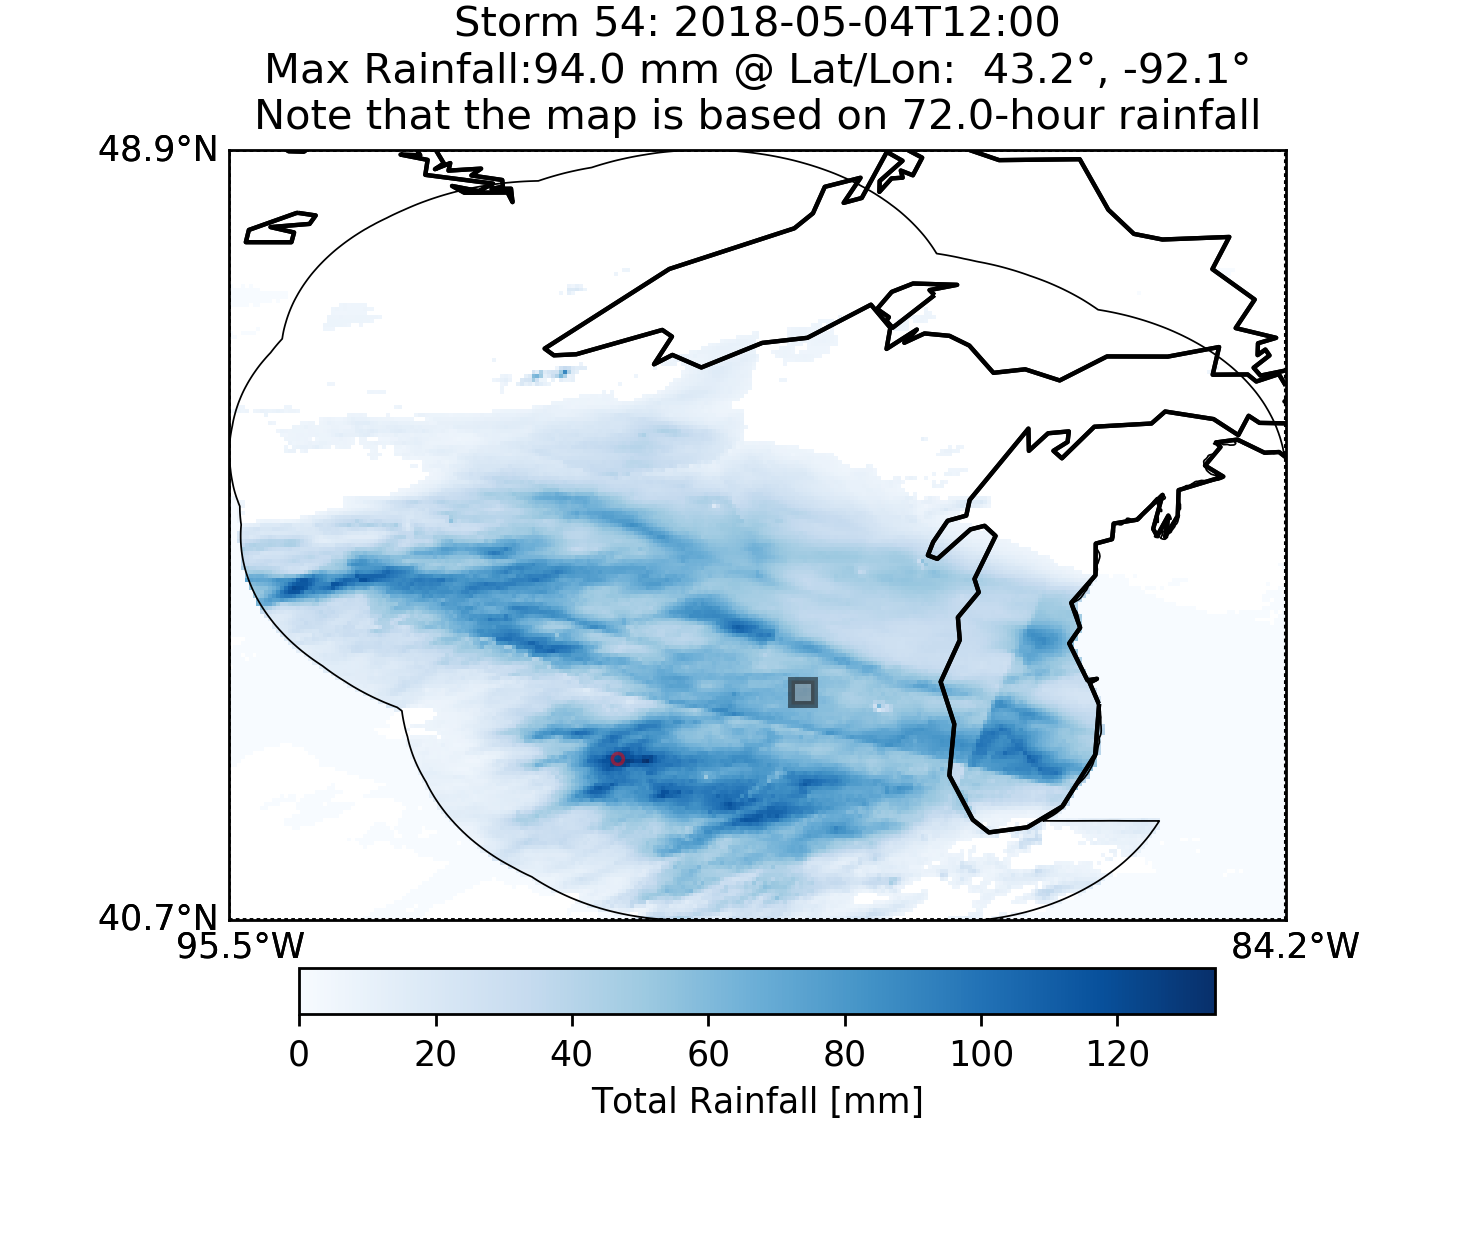 Storm 54: 2018-05-04T12:00
Max Rainfall:94.0 mm @ Lat/Lon:  43.2°, -92.1°
Note that the map is based on 72.0-hour rainfall
48.9°N
40.7°N
95.5°W 84.2°W
0 20 40 60 80 100 120
Total Rainfall [mm]